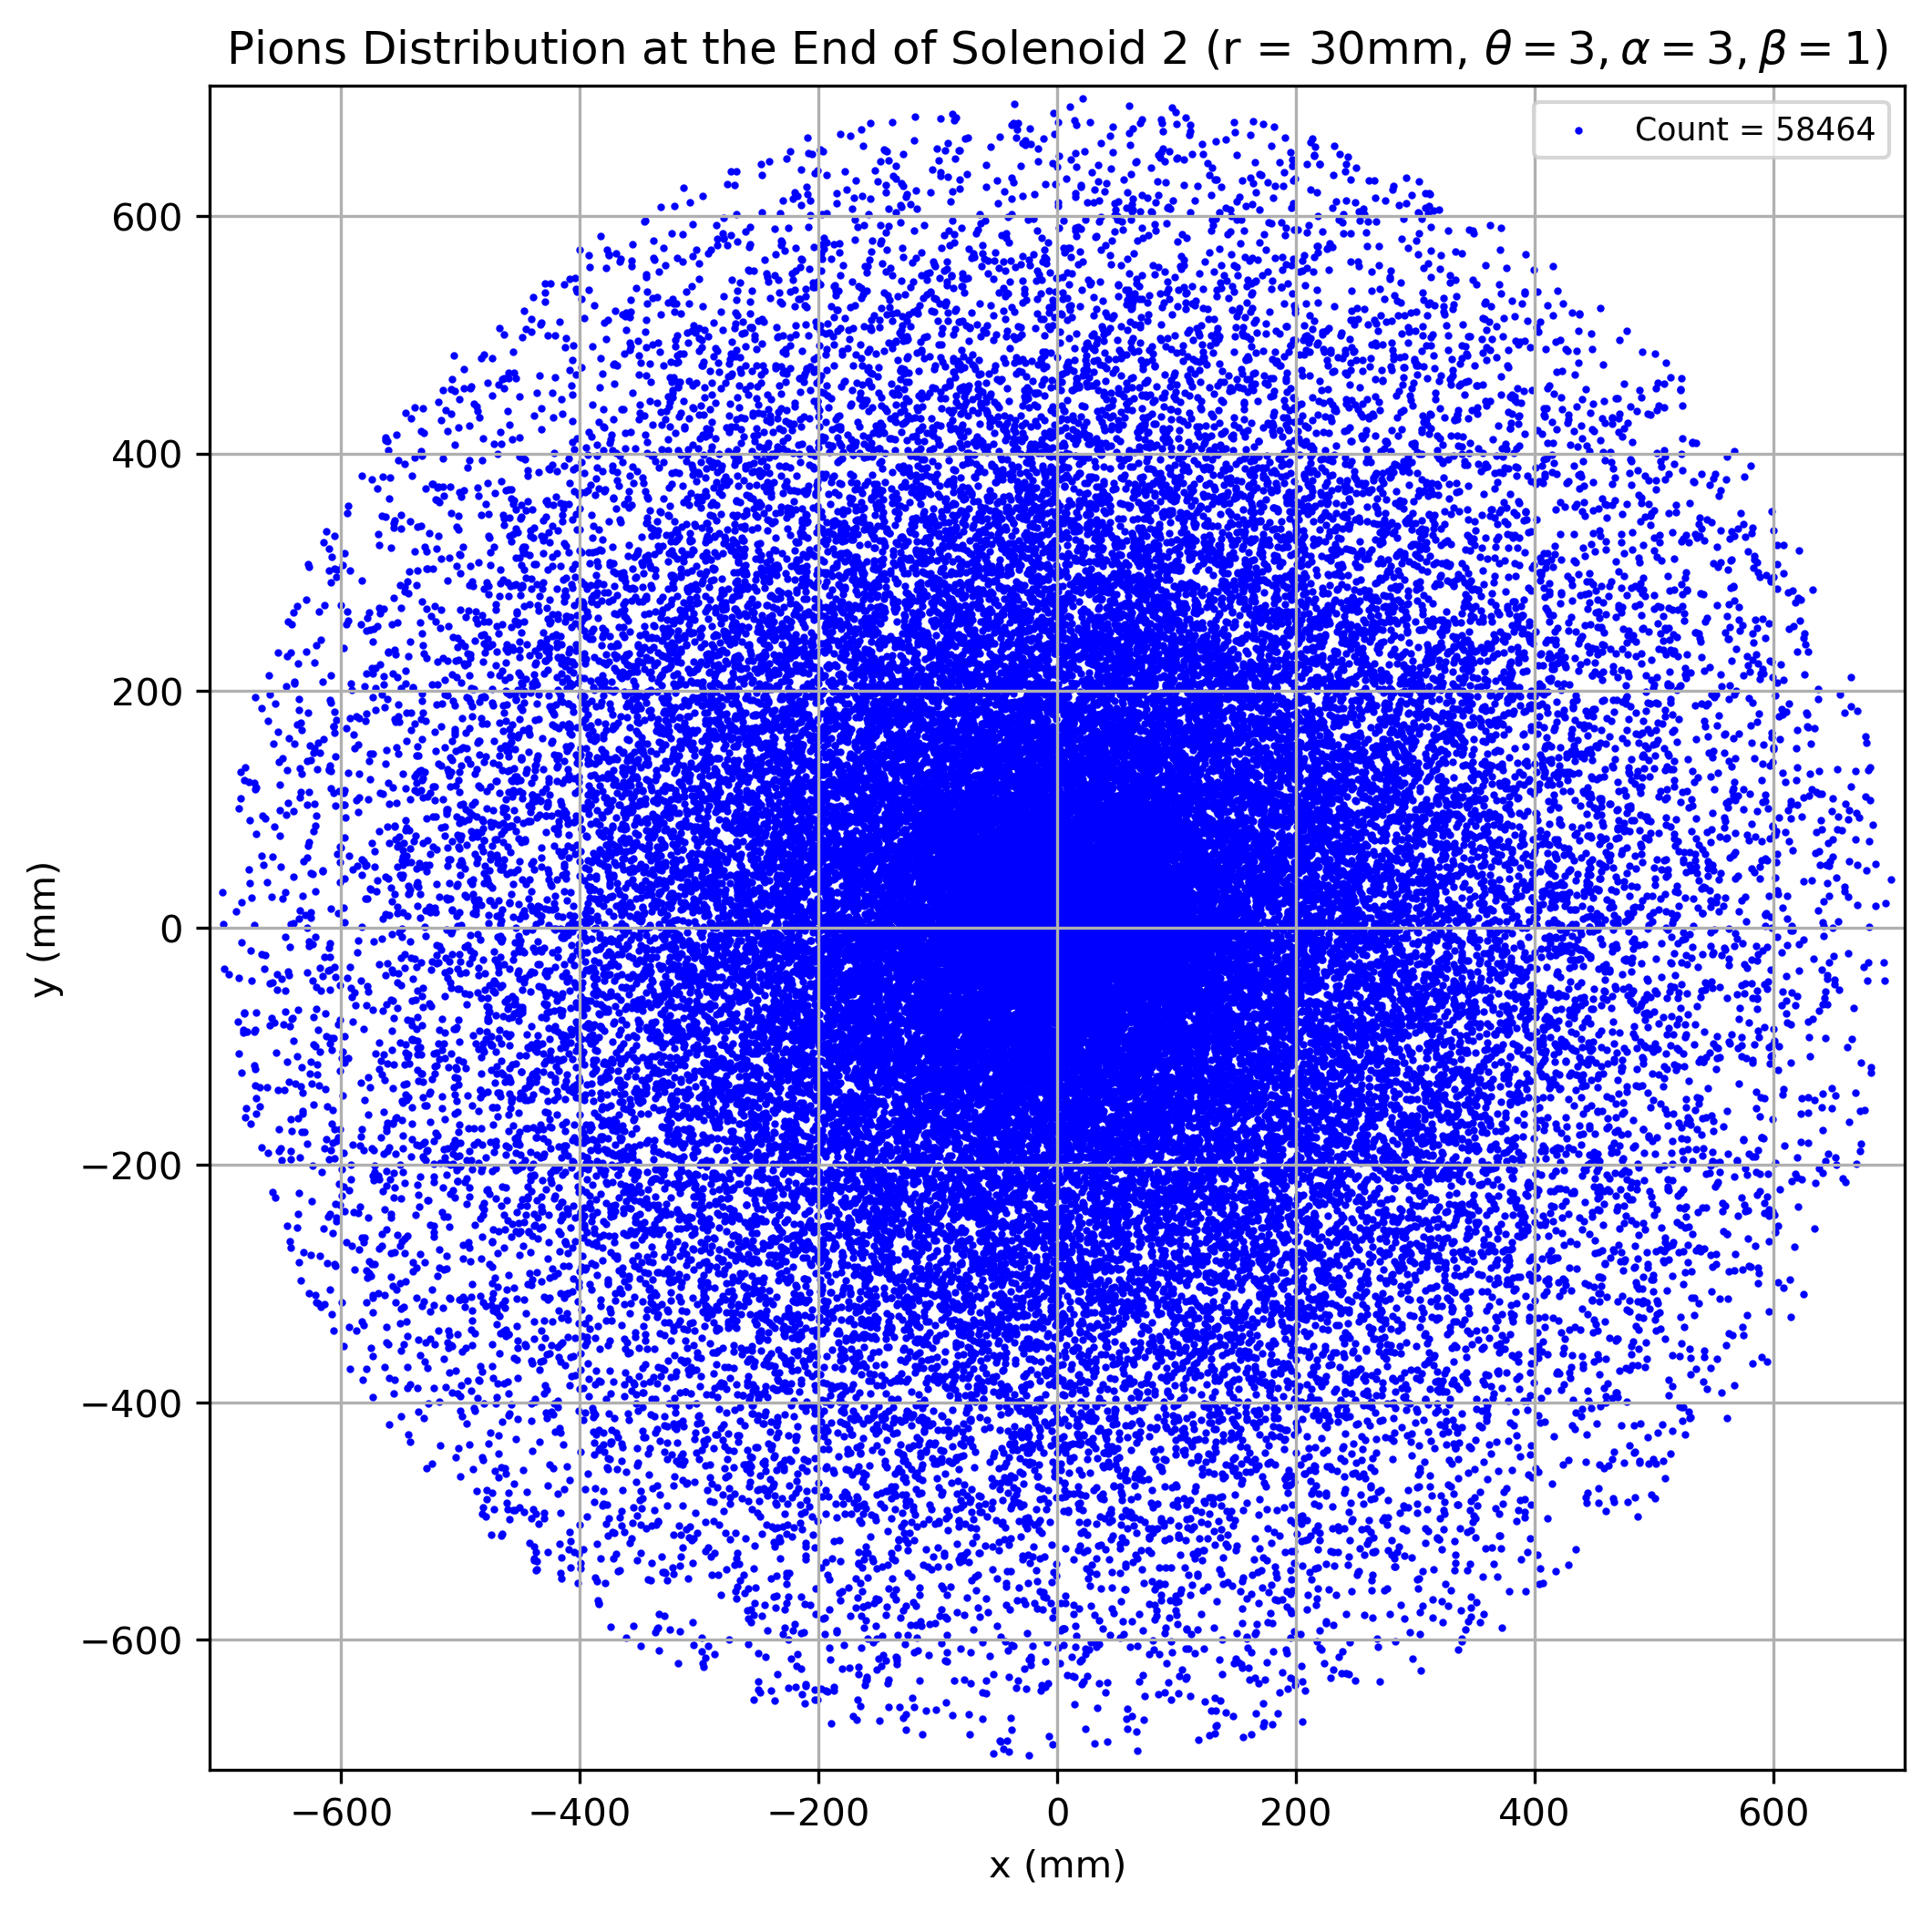 Pions Distribution at the End of Solenoid 2 (r = 30mm, θ = 3, α = 3, β = 1)
Count = 58464
600
400
200
0
−200
−400
−600
y (mm)
−600 −400 −200 0 200 400 600
x (mm)